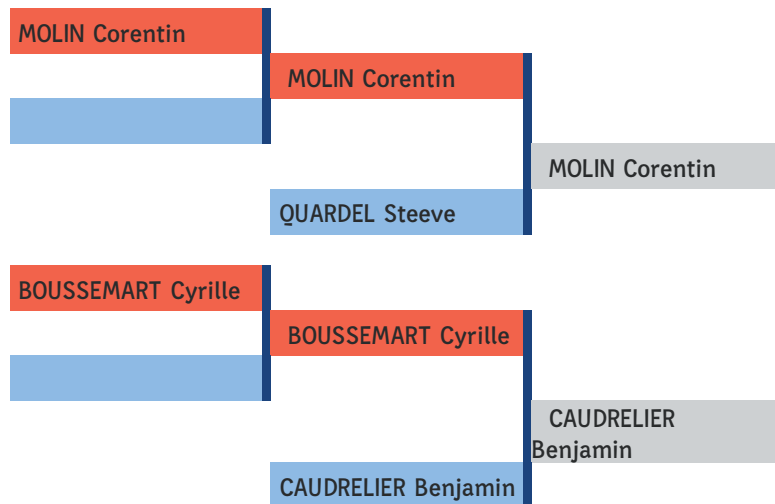 MOLIN Corentin
MOLIN Corentin
MOLIN Corentin
QUARDEL Steeve
BOUSSEMART Cyrille
BOUSSEMART Cyrille
CAUDRELIER
Benjamin
CAUDRELIER Benjamin